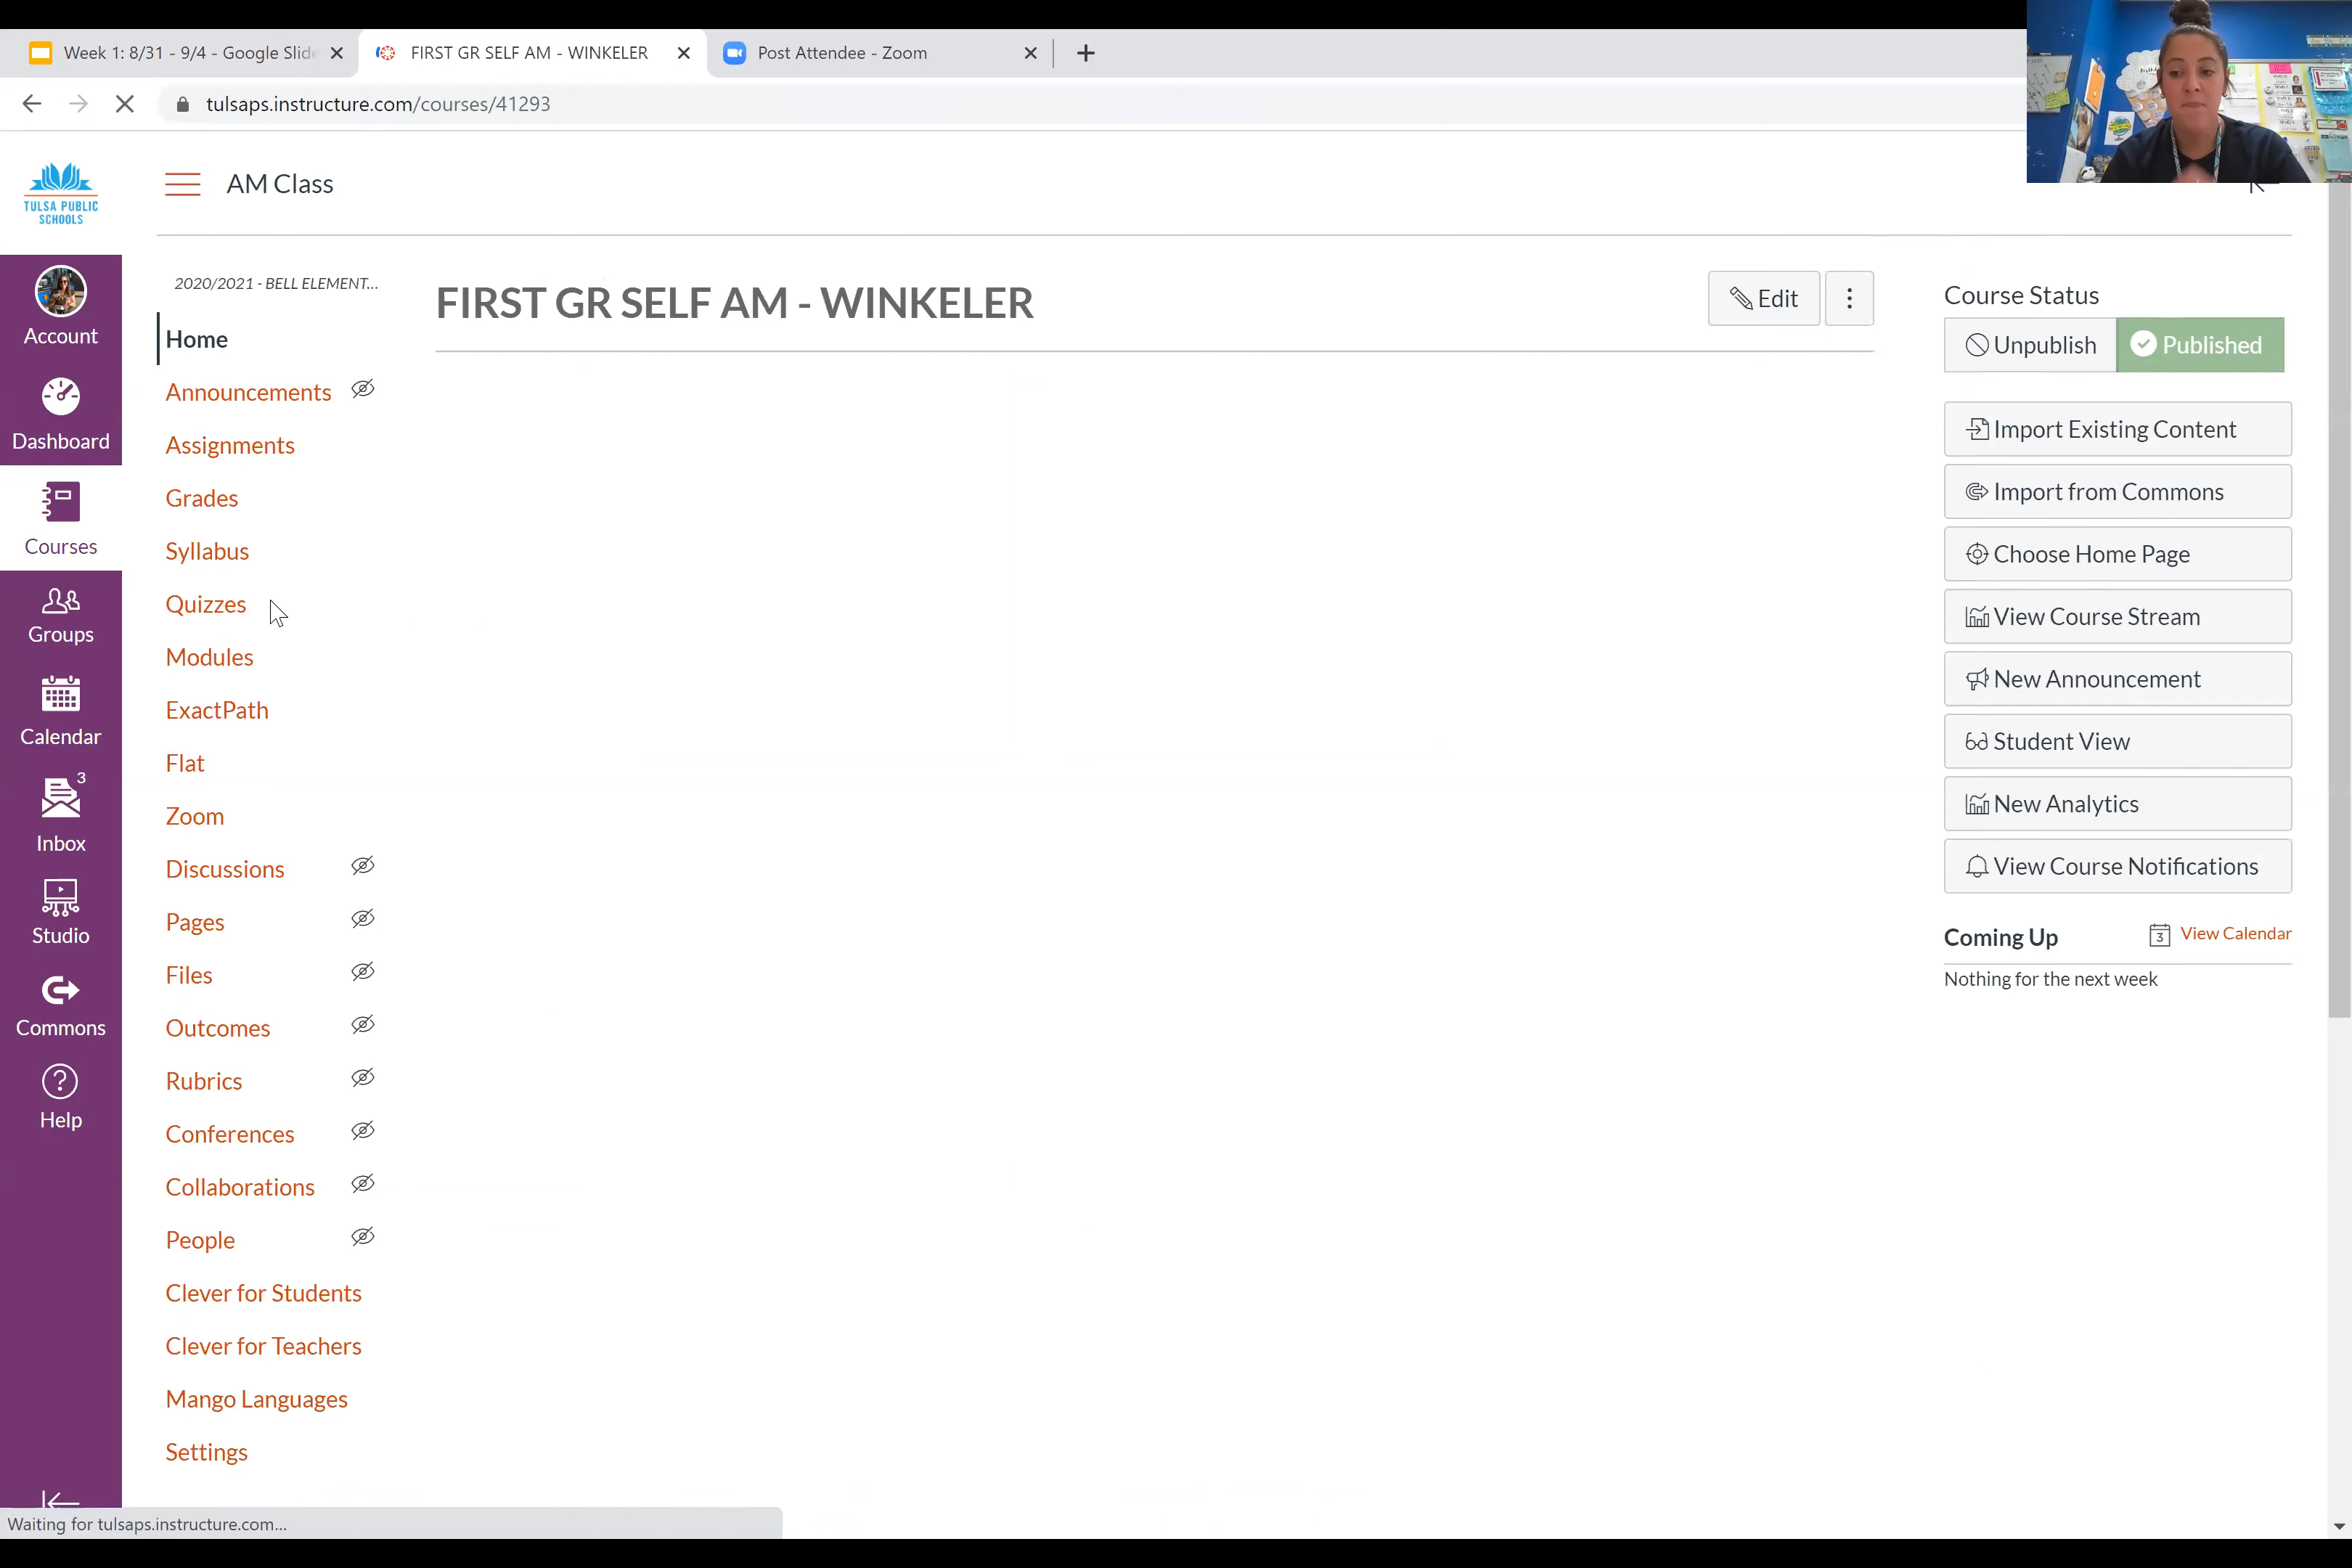 Week 1: 8/31 - 9/4 - Google Slide
FIRST GR SELF AM - WINKELER
Post Attendee - Zoom
tulsaps.instructure.com/courses/41293
TULSA PUBLIC
SCHOOLS
AM Class
Account
Dashboard
Courses
Groups
Calendar
3
Inbox
Studio
Commons
Help
2020/2021 - BELL ELEMENT...
Home
Announcements
Assignments
Grades
Syllabus
Quizzes
Modules
ExactPath
Flat
Zoom
Discussions
Pages
Files
Outcomes
Rubrics
Conferences
Collaborations
People
Clever for Students
Clever for Teachers
Mango Languages
Settings
FIRST GR SELF AM - WINKELER
Edit
Course Status
Unpublish
Published
Import Existing Content
Import from Commons
Choose Home Page
View Course Stream
New Announcement
Student View
New Analytics
View Course Notifications
Coming Up
3 View Calendar
Nothing for the next week
Waiting for tulsaps.instructure.com...